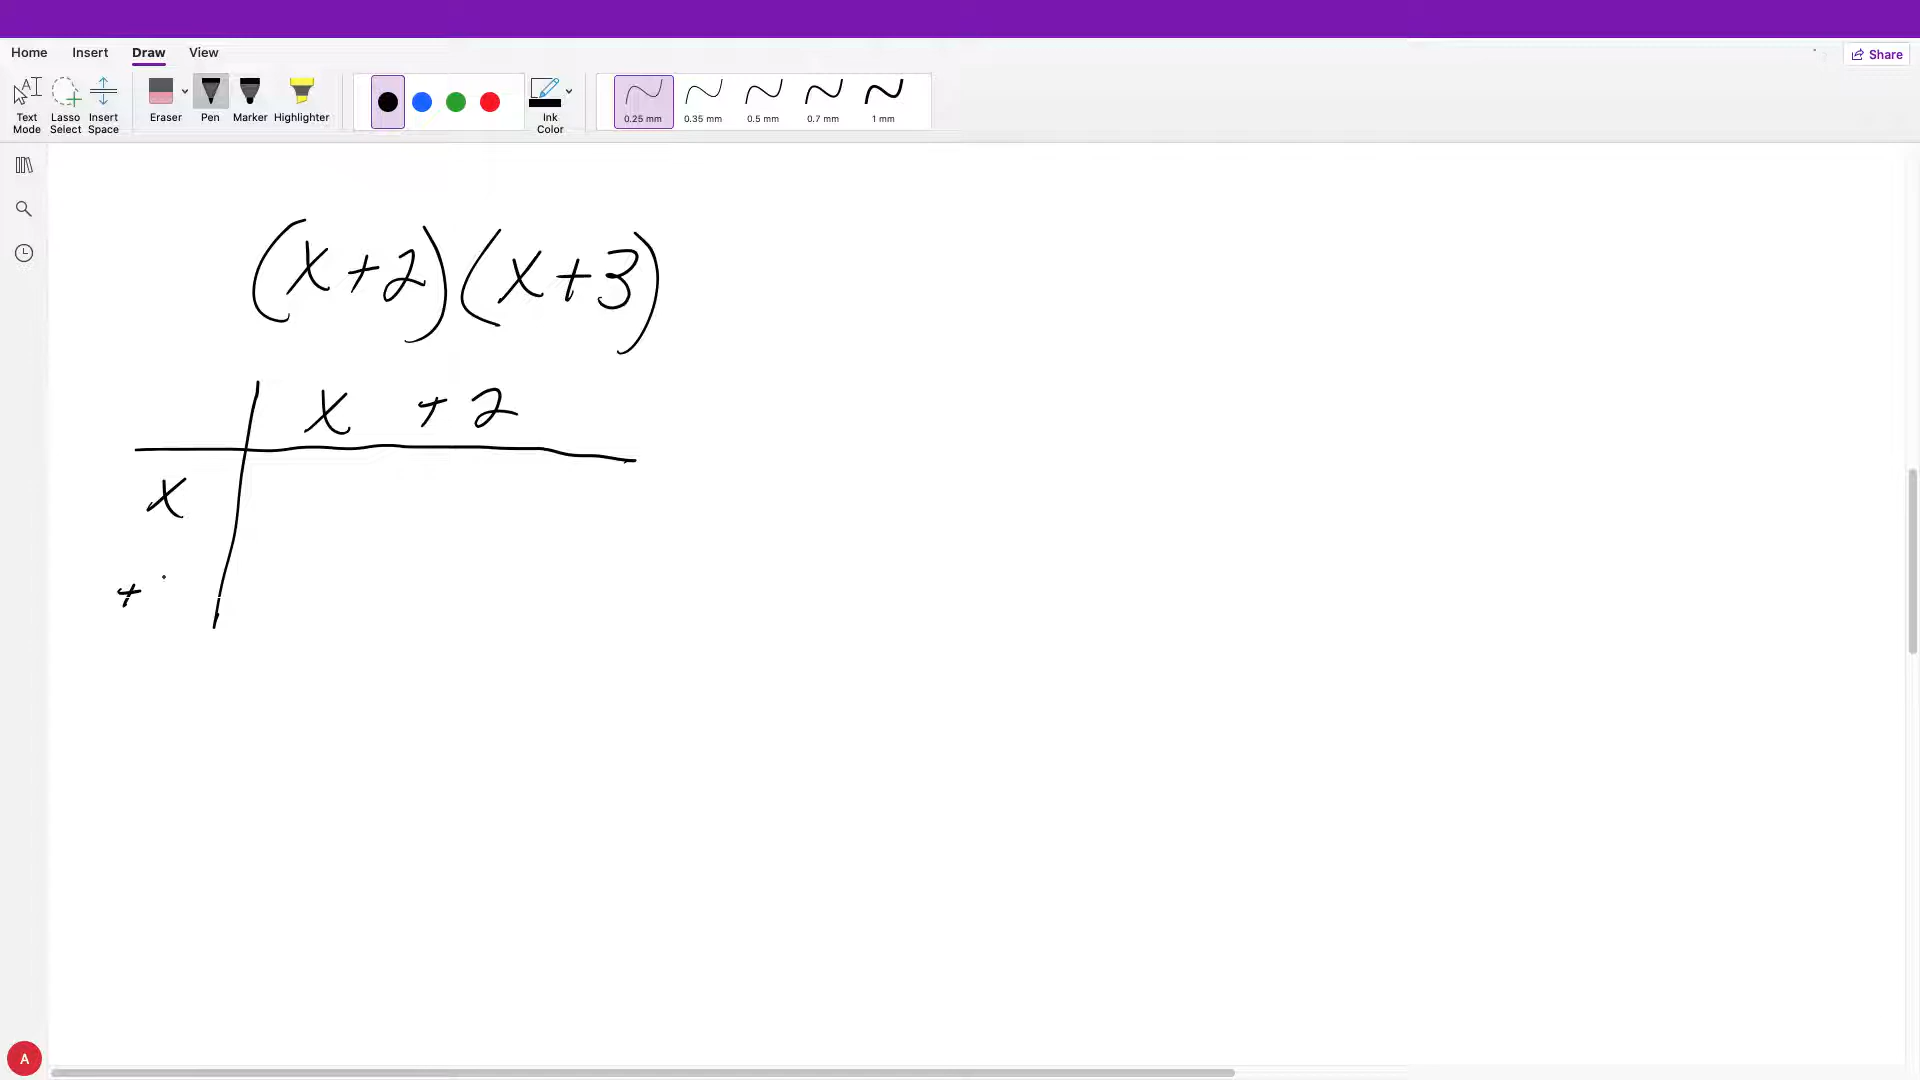 Home Insert Draw View
Share
Text Mode
Lasso Select
Insert Space
Eraser
Pen
Marker
Highlighter
Ink Color
0.25 mm
0.35 mm
0.5 mm
0.7 mm
1 mm
(x+2)(x+3)
x +2
x
+
A